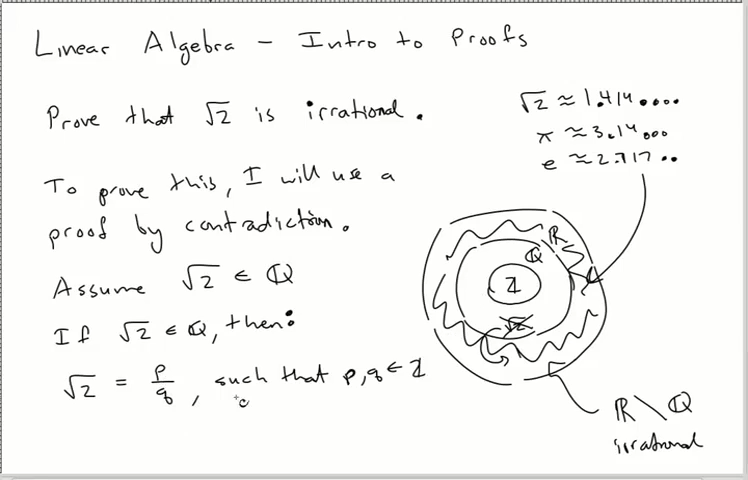 Linear Algebra – Intro to Proofs
Prove that √2 is irrational.
To prove this, I will use a
proof by contradiction.
Assume √2 ∈ ℚ
If √2 ∈ ℚ, then:
√2 = p/q, such that p,q ∈ ℤ
√2 ≈ 1.414....
π ≈ 3.14...
e ≈ 2.717..
ℝ
ℚ
ℤ
√2
ℝ \ ℚ
irrational